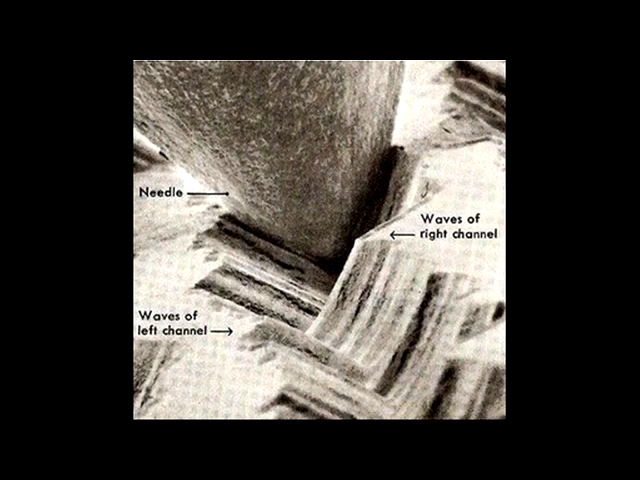 Needle
Waves of
right channel
Waves of
left channel